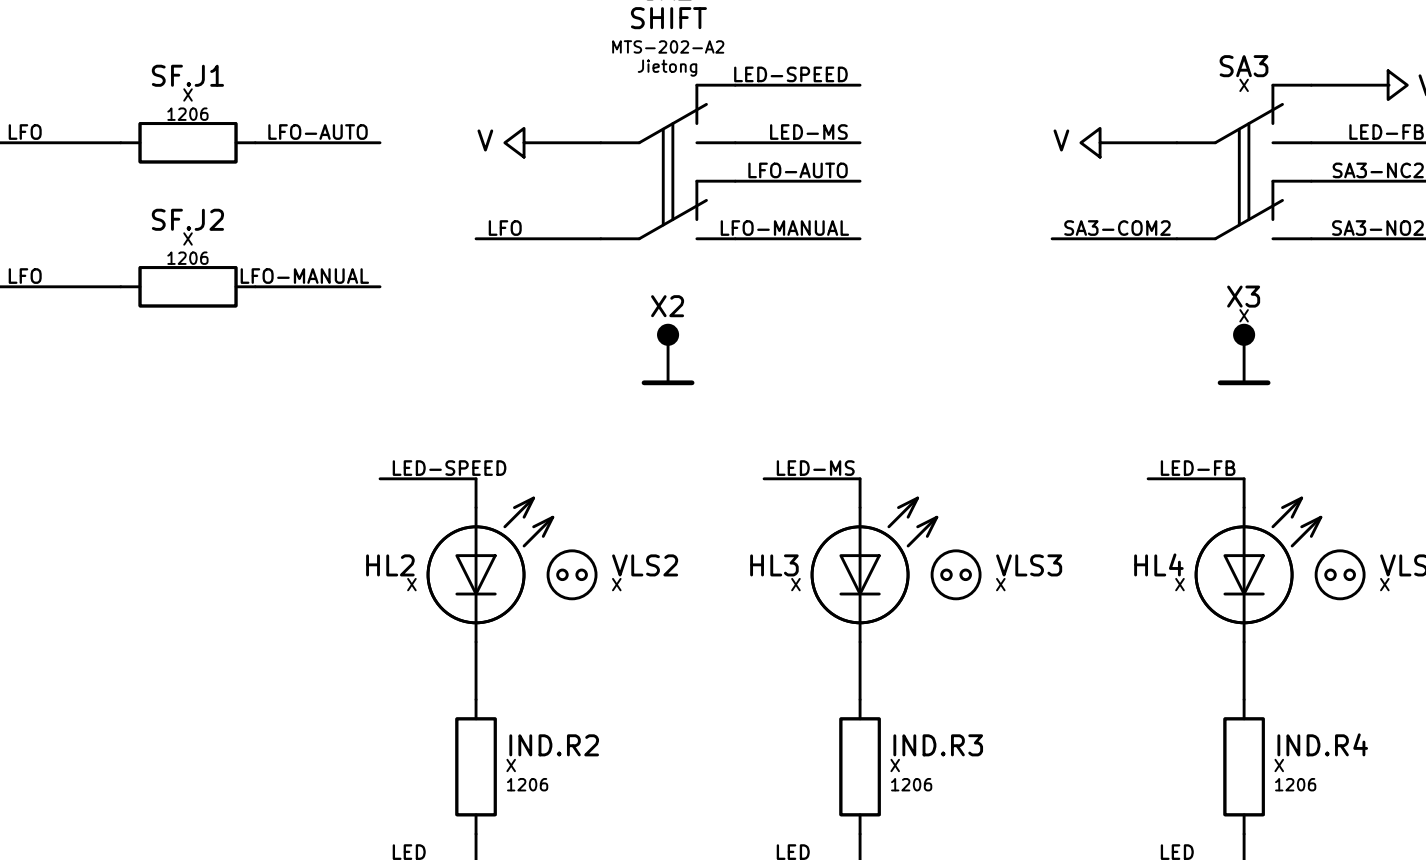 SHIFT
MTS-202-A2
Jietong
SF.J1
X
1206
LFO
LFO-AUTO
SF.J2
X
1206
LFO
LFO-MANUAL
LED-SPEED
V
LED-MS
LFO-AUTO
LFO
LFO-MANUAL
X2
SA3
X
V
LED-FB
SA3-NC2
SA3-COM2
SA3-NO2
X3
X
LED-SPEED
HL2
X
VLS2
X
IND.R2
X
1206
LED
LED-MS
HL3
X
VLS3
X
IND.R3
X
1206
LED
LED-FB
HL4
X
VLS
X
IND.R4
X
1206
LED